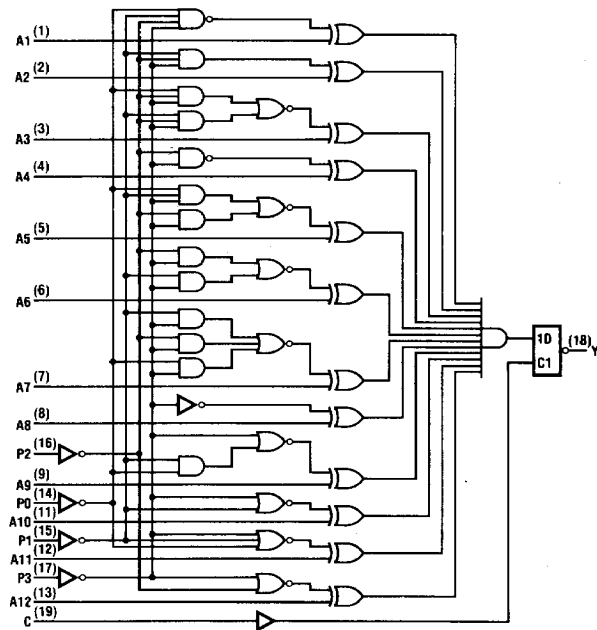 A1 (1)
A2 (2)
A3 (3)
A4 (4)
A5 (5)
A6 (6)
A7 (7)
A8 (8)
P2 (16)
A9 (9)
P0 (14)
A10 (11)
P1 (15)
A11 (12)
P3 (17)
A12 (13)
C (19)
1D
C1
(18) Y